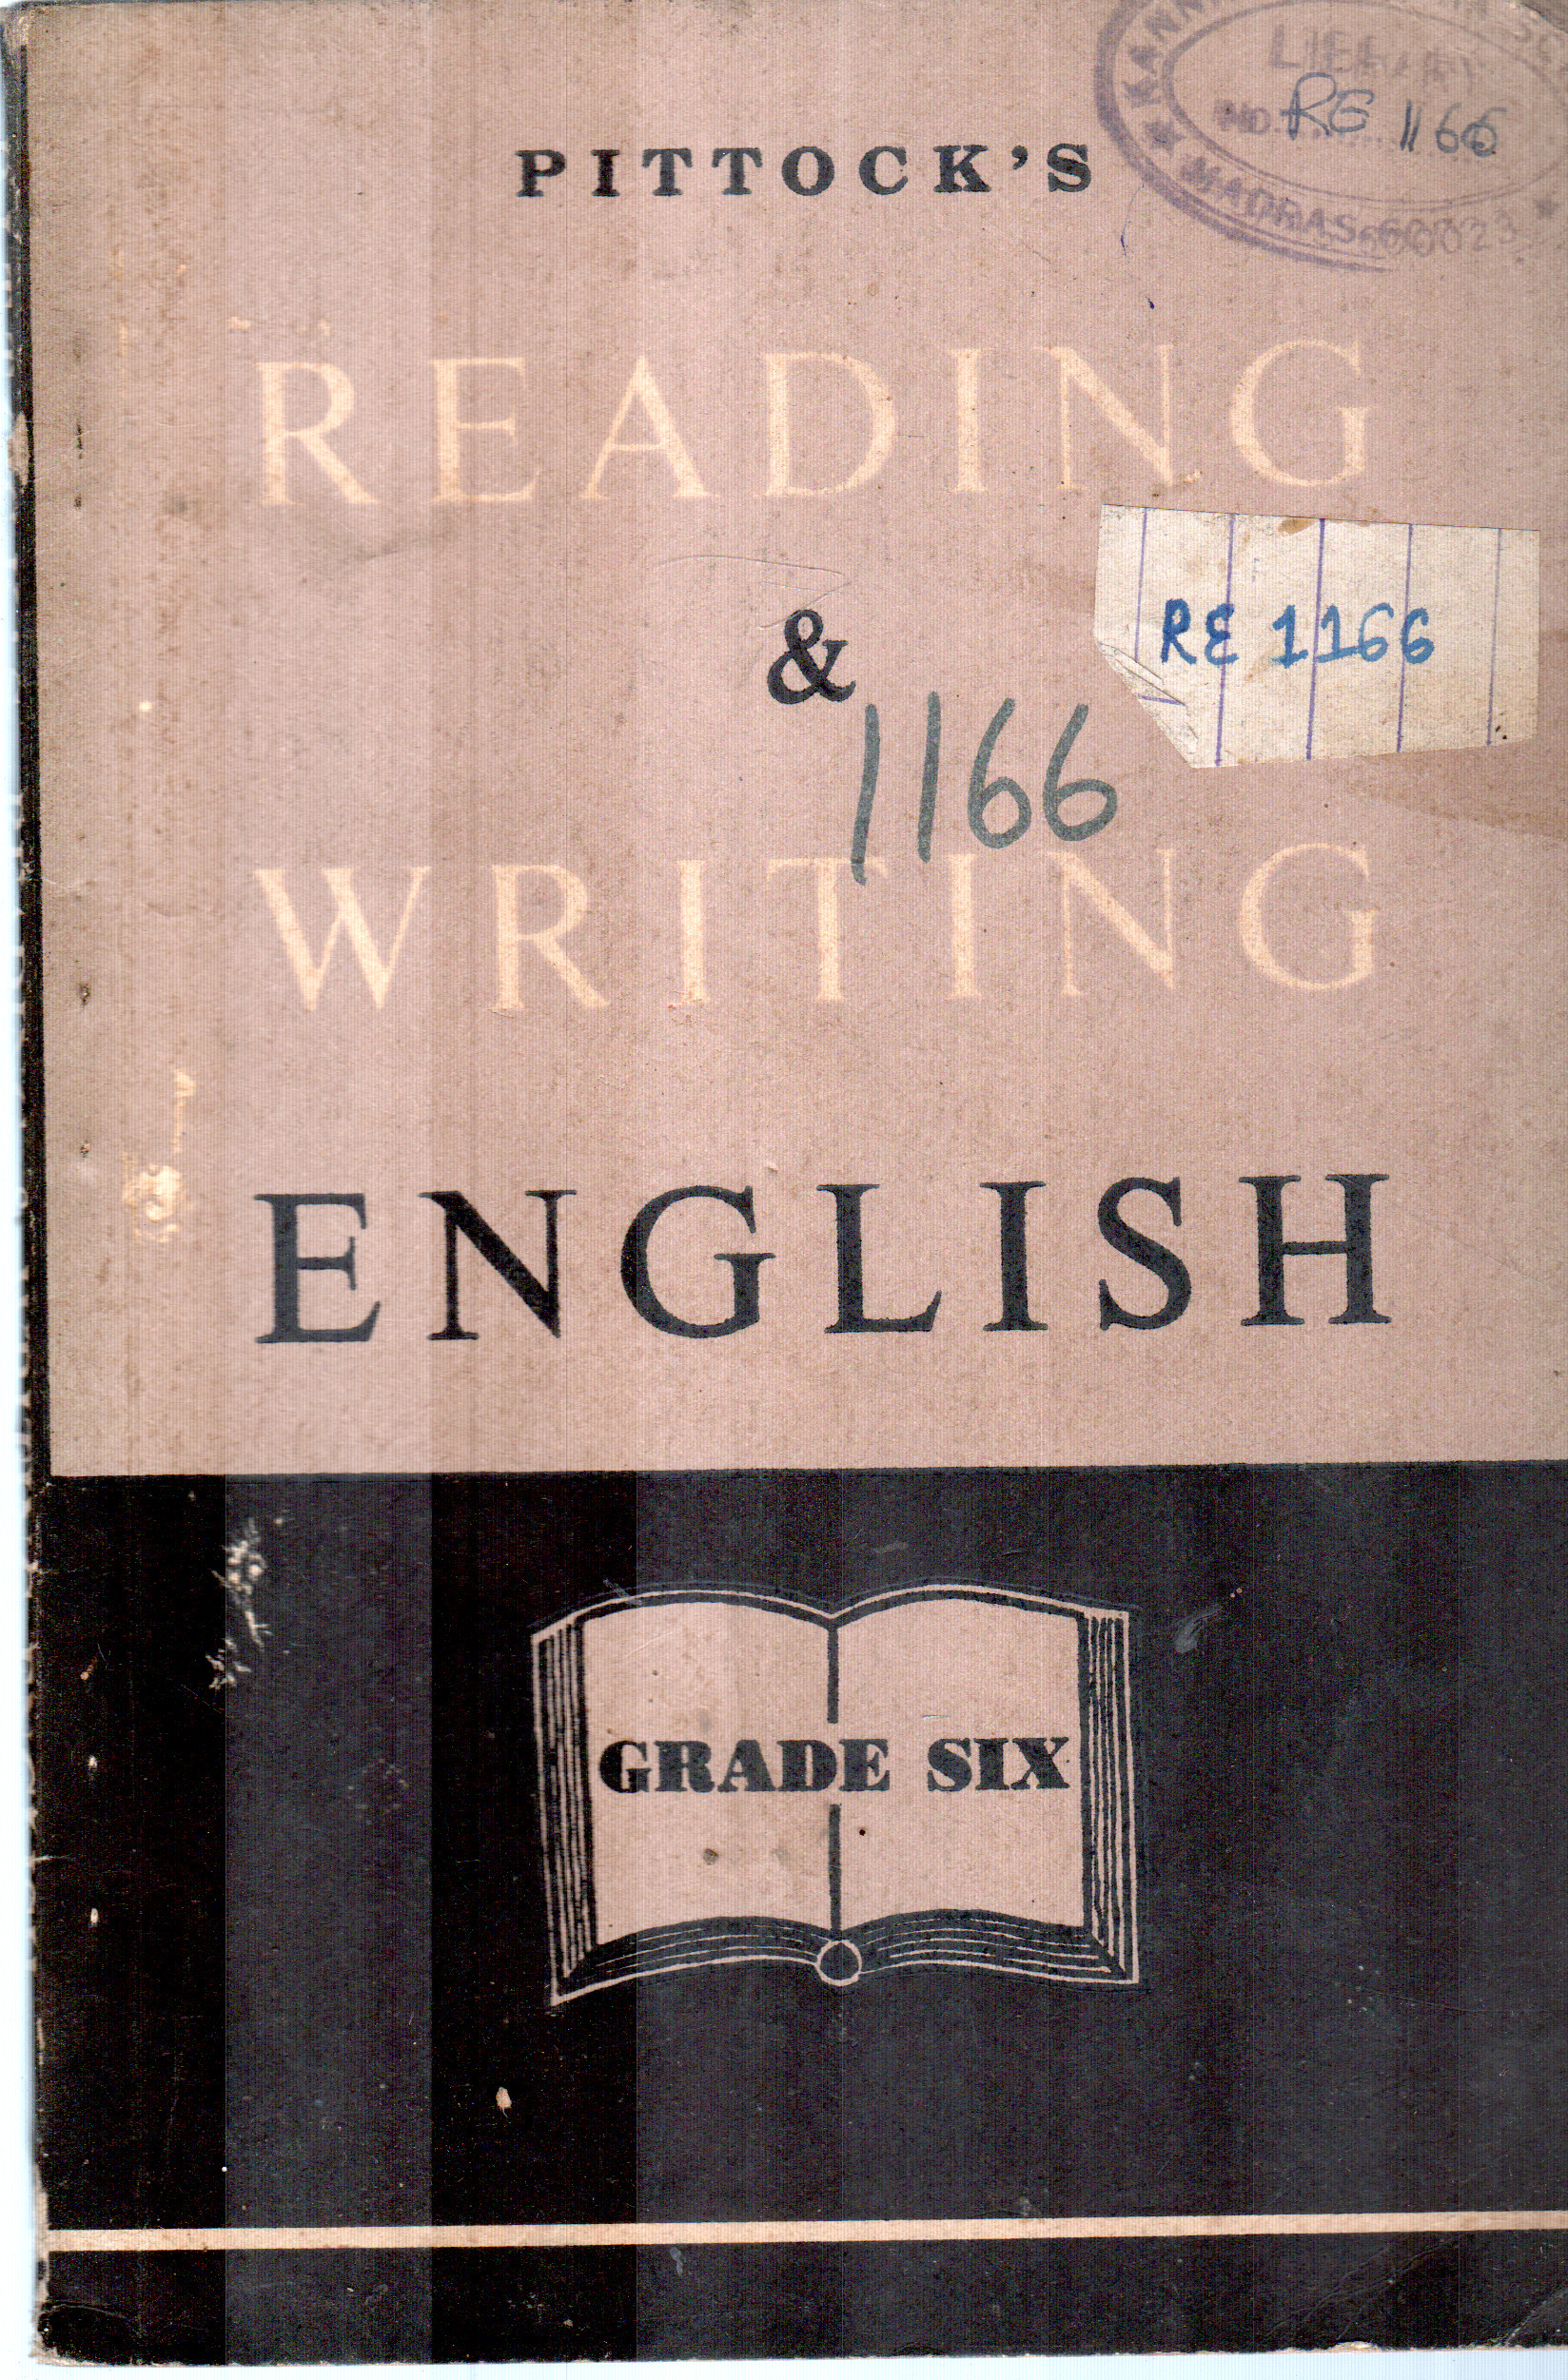 LIBRARY
NO. RE 1166
MADRAS-600023
PITTOCK'S
READING
&
RE 1166
1166
WRITING
ENGLISH
GRADE SIX